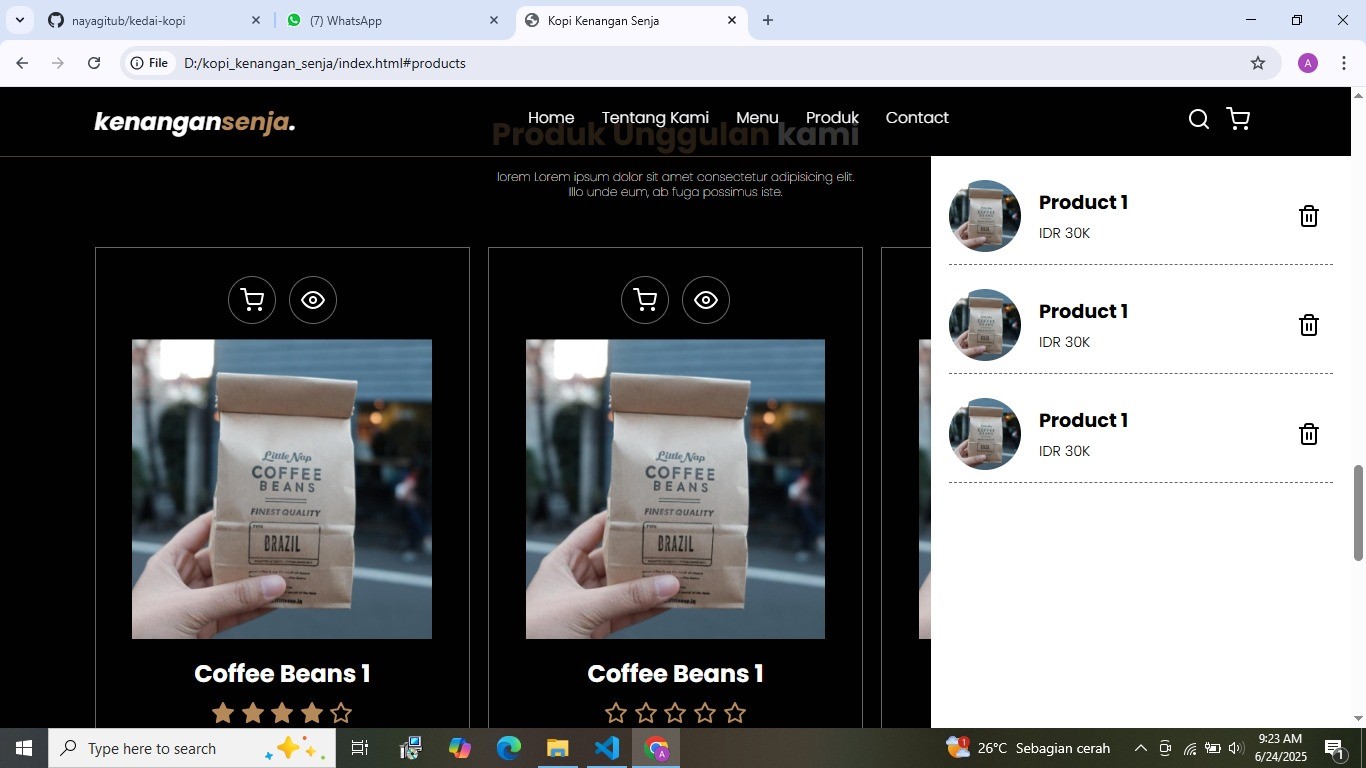 nayagitub/kedai-kopi
(7) WhatsApp
Kopi Kenangan Senja
File
D:/kopi_kenangan_senja/index.html#products
A
kenangansenja.
Home
Tentang Kami
Menu
Produk
Contact
Produk Unggulan kami
lorem Lorem ipsum dolor sit amet consectetur adipisicing elit.
Illo unde eum, ab fuga possimus iste.
Little Nap
COFFEE
BEANS
FINEST QUALITY
TYPE
BRAZIL
Coffee Beans 1
Little Nap
COFFEE
BEANS
FINEST QUALITY
TYPE
BRAZIL
Coffee Beans 1
Product 1
IDR 30K
Product 1
IDR 30K
Product 1
IDR 30K
Type here to search
A
1
26°C Sebagian cerah
9:23 AM
6/24/2025
1